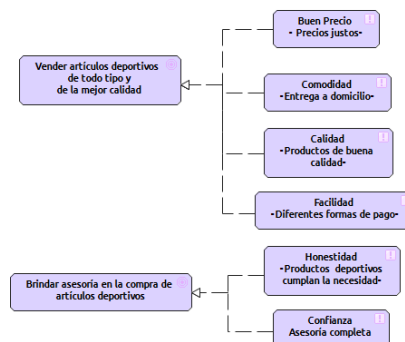 Buen Precio
- Precios justos-
Vender artículos deportivos
de todo tipo y
de la mejor calidad
Comodidad
-Entrega a domicilio-
Calidad
-Productos de buena
calidad-
Facilidad
-Diferentes formas de pago-
Honestidad
-Productos deportivos
cumplan la necesidad-
Brindar asesoria en la compra de
artículos deportivos
Confianza
Asesoría completa